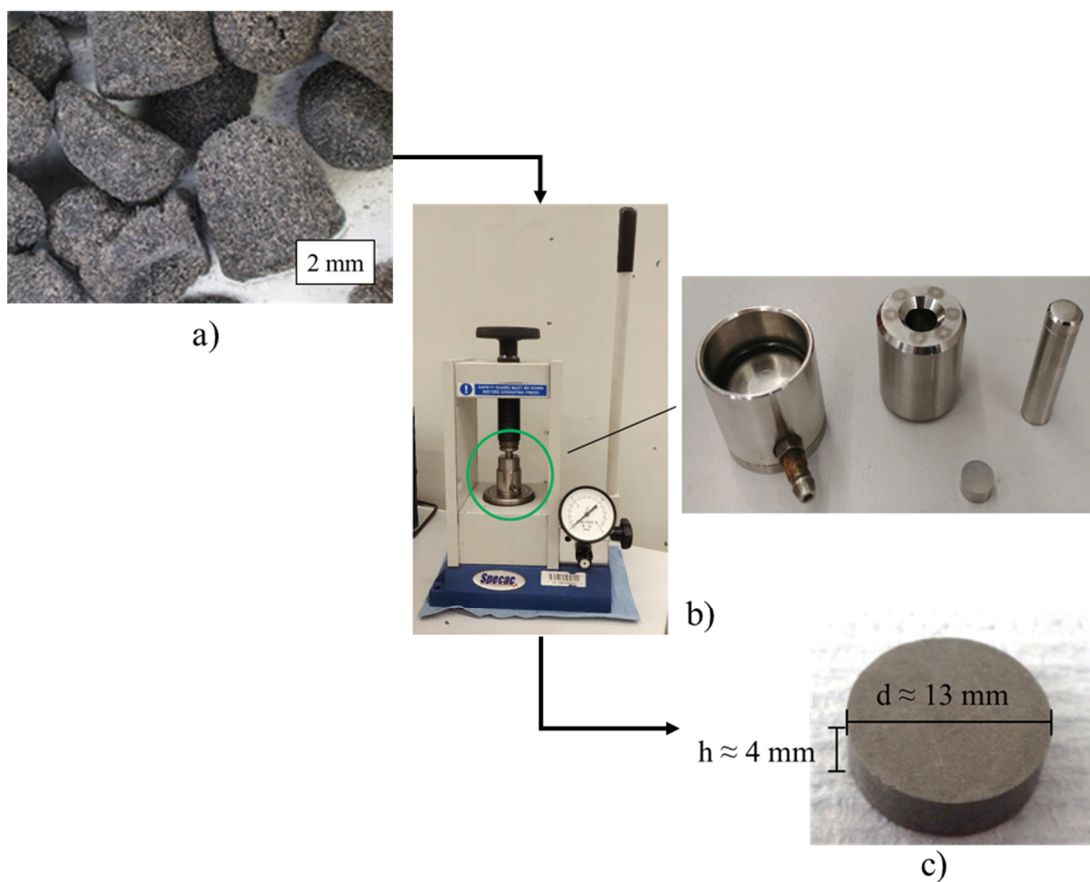 2 mm
a)
SAFETY GUARD MUST BE DOWN
BEFORE OPERATING PRESS
Specac
b)
d ≈ 13 mm
h ≈ 4 mm
c)